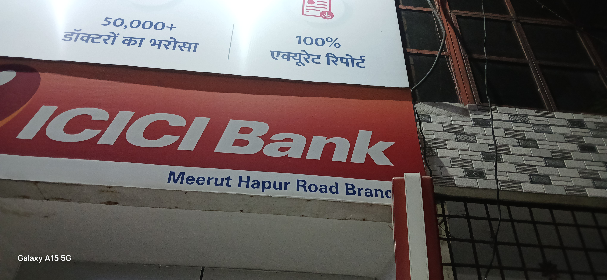 50,000+
डॉक्टरों का भरोसा
100%
एक्यूरेट रिपोर्ट
ICICI Bank
Meerut Hapur Road Branc
Galaxy A15 5G